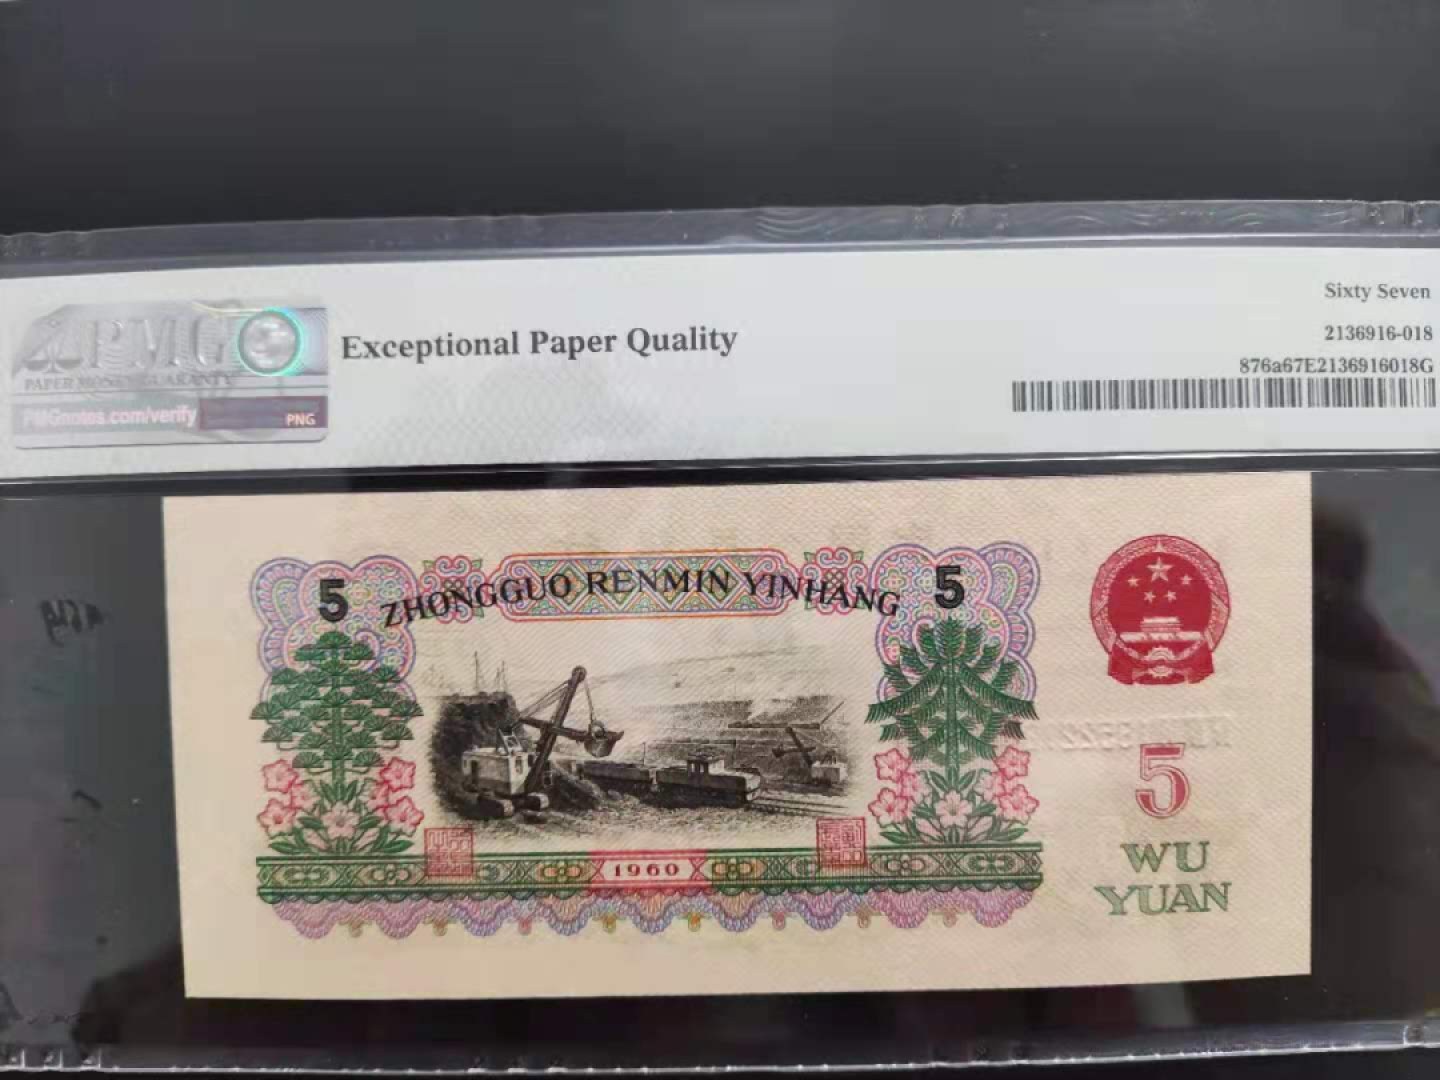 PMG
PAPER MONEY GUARANTY
PMGnotes.com/verify
PNG
Exceptional Paper Quality
Sixty Seven
2136916-018
876a67E2136916018G
5
ZHONGGUO RENMIN YINHANG
5
5
WU
YUAN
1960